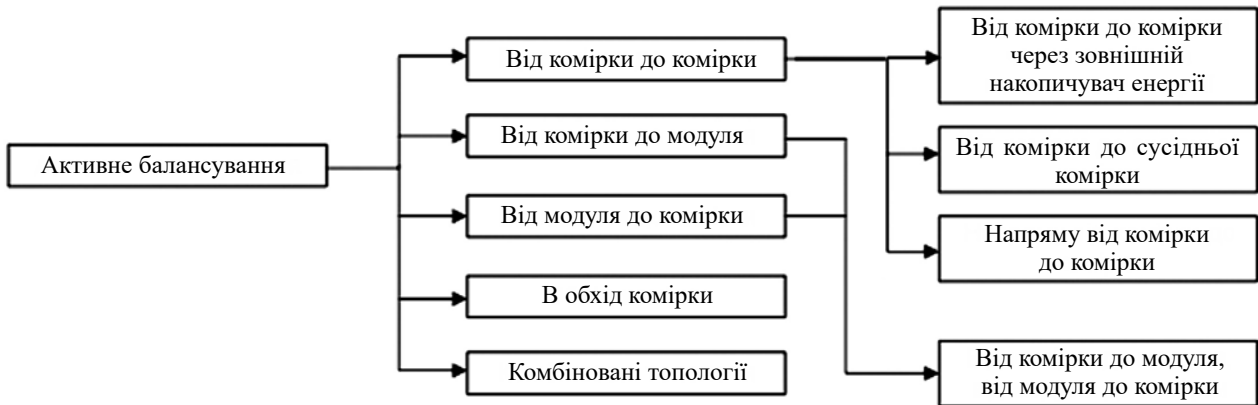 Активне балансування
Від комірки до комірки
Від комірки до модуля
Від модуля до комірки
В обхід комірки
Комбіновані топології
Від комірки до комірки
через зовнішній
накопичувач енергії
Від комірки до сусідньої
комірки
Напряму від комірки
до комірки
Від комірки до модуля,
від модуля до комірки